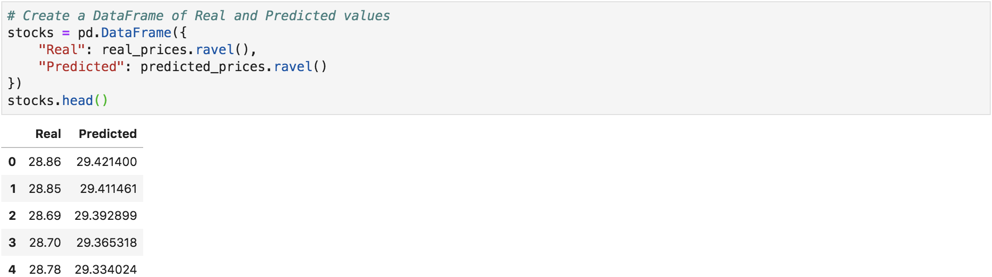 # Create a DataFrame of Real and Predicted values
stocks = pd.DataFrame({
    "Real": real_prices.ravel(),
    "Predicted": predicted_prices.ravel()
})
stocks.head()
Real Predicted
0 28.86 29.421400
1 28.85 29.411461
2 28.69 29.392899
3 28.70 29.365318
4 28.78 29.334024